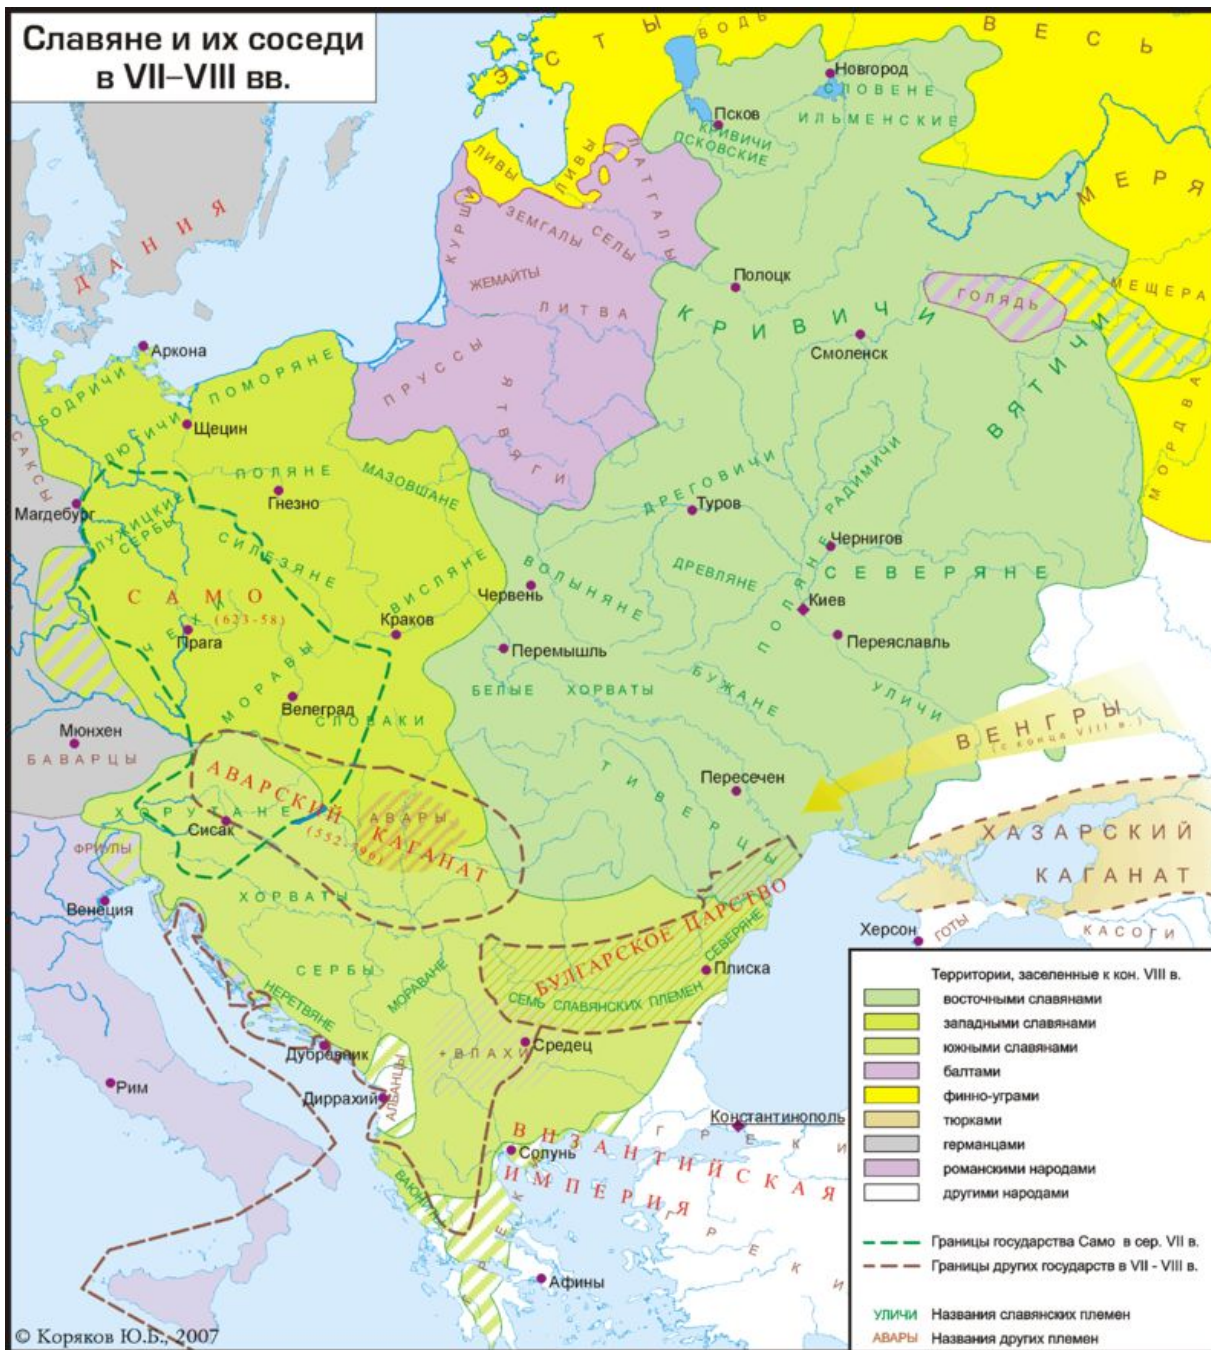 Славяне и их соседи
в VII–VIII вв.
ЭСТЫ
ВОДЬ
ВЕСЬ
Новгород
СЛОВЕНЕ
ИЛЬМЕНСКИЕ
Псков
КРИВИЧИ
ПСКОВСКИЕ
ЛИВЫ
ЛИВЫ
ЛАТГАЛЫ
МЕРЯ
ДАНИЯ
КУРШИ
ЗЕМГАЛЫ
СЕЛЫ
ЖЕМАЙТЫ
ЛИТВА
Полоцк
КРИВИЧИ
ГОЛЯДЬ
МЕЩЕРА
Смоленск
Аркона
ПРУССЫ
ЯТВЯГИ
ВЯТИЧИ
МОРДВА
БОДРИЧИ
ПОМОРЯНЕ
ЛЮТИЧИ
Щецин
САКСЫ
ПОЛЯНЕ
МАЗОВШАНЕ
Гнезно
Магдебург
ЛУЖИЦКИЕ
СЕРБЫ
СИЛЕЗЯНЕ
ДРЕГОВИЧИ
Туров
РАДИМИЧИ
Чернигов
СЕВЕРЯНЕ
САМО
(623-58)
ЧЕХИ
Прага
ВИСЛЯНЕ
Краков
Червень
ВОЛЫНЯНЕ
ДРЕВЛЯНЕ
ПОЛЯНЕ
Киев
Переяславль
Перемышль
БЕЛЫЕ ХОРВАТЫ
БУЖАНЕ
УЛИЧИ
МОРАВЫ
Велеград
СЛОВАКИ
ВЕНГРЫ
(с конца VIII в.)
Мюнхен
БАВАРЦЫ
АВАРСКИЙ КАГАНАТ
(552-796)
АВАРЫ
ХОРУТАНЕ
Сисак
ТИВЕРЦЫ
Пересечен
ХАЗАРСКИЙ
КАГАНАТ
ФРИУЛЫ
Венеция
ХОРВАТЫ
БУЛГАРСКОЕ ЦАРСТВО
СЕВЕРЯНЕ
Плиска
СЕМЬ СЛАВЯНСКИХ ПЛЕМЕН
Херсон
ГОТЫ
КАСОГИ
СЕРБЫ
МОРАВАНЕ
НЕРЕТВЯНЕ
Дубровник
+ВЛАХИ
Средец
Рим
Диррахий
АЛБАНЦЫ
Константинополь
ГРЕКИ
ВИЗАНТИЙСКАЯ
ИМПЕРИЯ
Солунь
ГРЕКИ
ГРЕКИ
Афины
Территории, заселенные к кон. VIII в.
восточными славянами
западными славянами
южными славянами
балтами
финно-уграми
тюрками
германцами
романскими народами
другими народами
Границы государства Само в сер. VII в.
Границы других государств в VII - VIII в.
УЛИЧИ Названия славянских племен
АВАРЫ Названия других племен
© Коряков Ю.Б., 2007